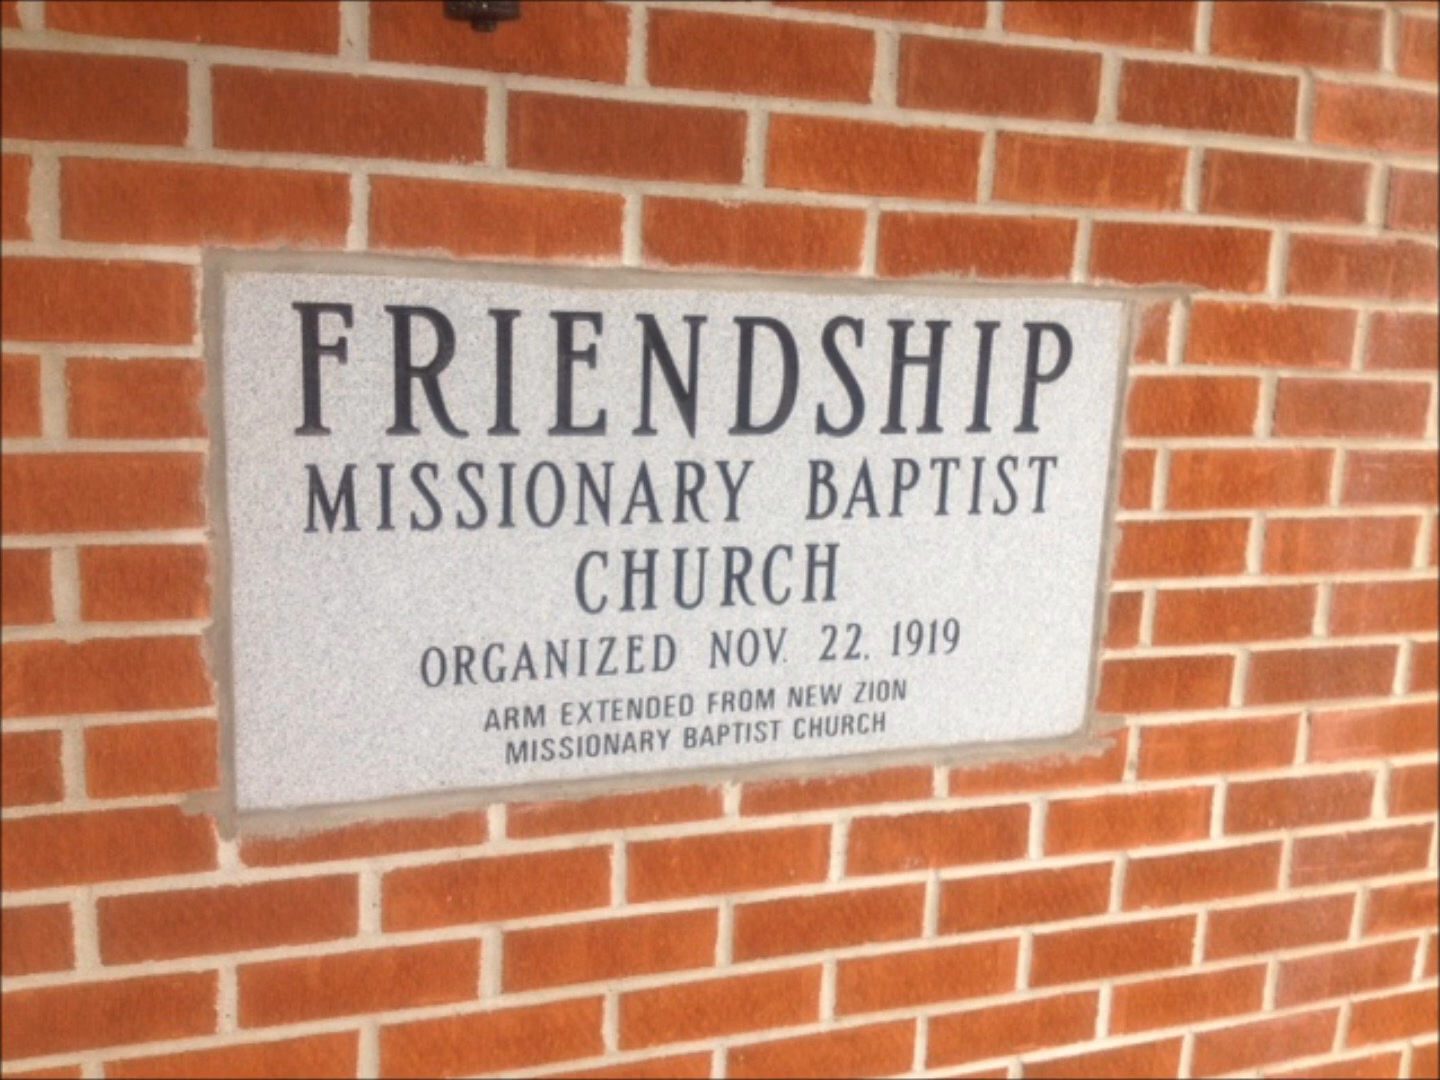 FRIENDSHIP
MISSIONARY BAPTIST
CHURCH
ORGANIZED NOV. 22, 1919
ARM EXTENDED FROM NEW ZION
MISSIONARY BAPTIST CHURCH